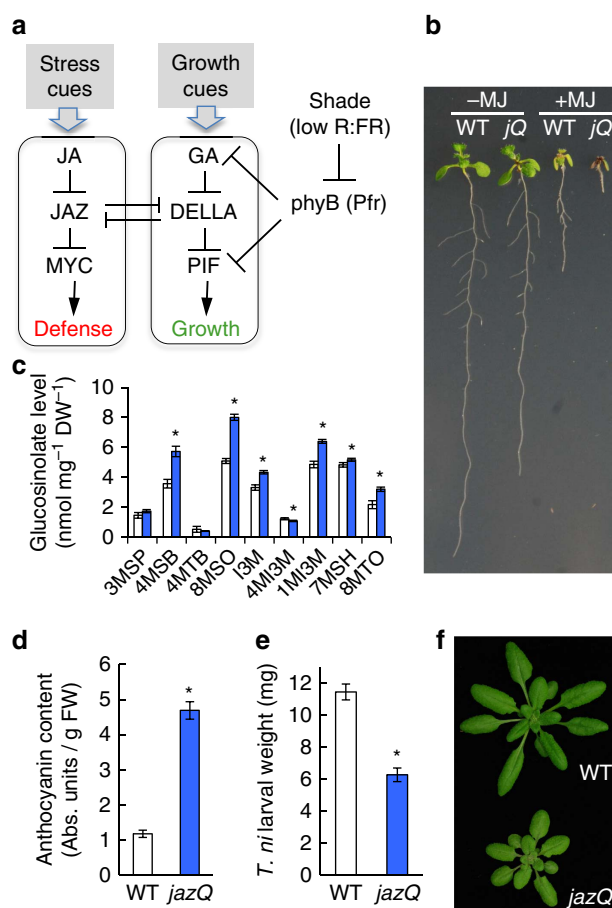 a
Stress cues
Growth cues
Shade
(low R:FR)
JA
GA
JAZ
DELLA
phyB (Pfr)
MYC
PIF
Defense
Growth
b
–MJ
+MJ
WT
jQ
WT
jQ
c
Glucosinolate level
(nmol mg⁻¹ DW⁻¹)
10
8
6
4
2
0
*
*
*
*
*
*
*
3MSP
4MSB
4MTB
8MSO
I3M
4MI3M
1MI3M
7MSH
8MTO
d
Anthocyanin content
(Abs. units / g FW)
6
5
4
3
2
1
0
*
WT
jazQ
e
T. ni larval weight (mg)
12
10
8
6
4
2
0
*
WT
jazQ
f
WT
jazQ